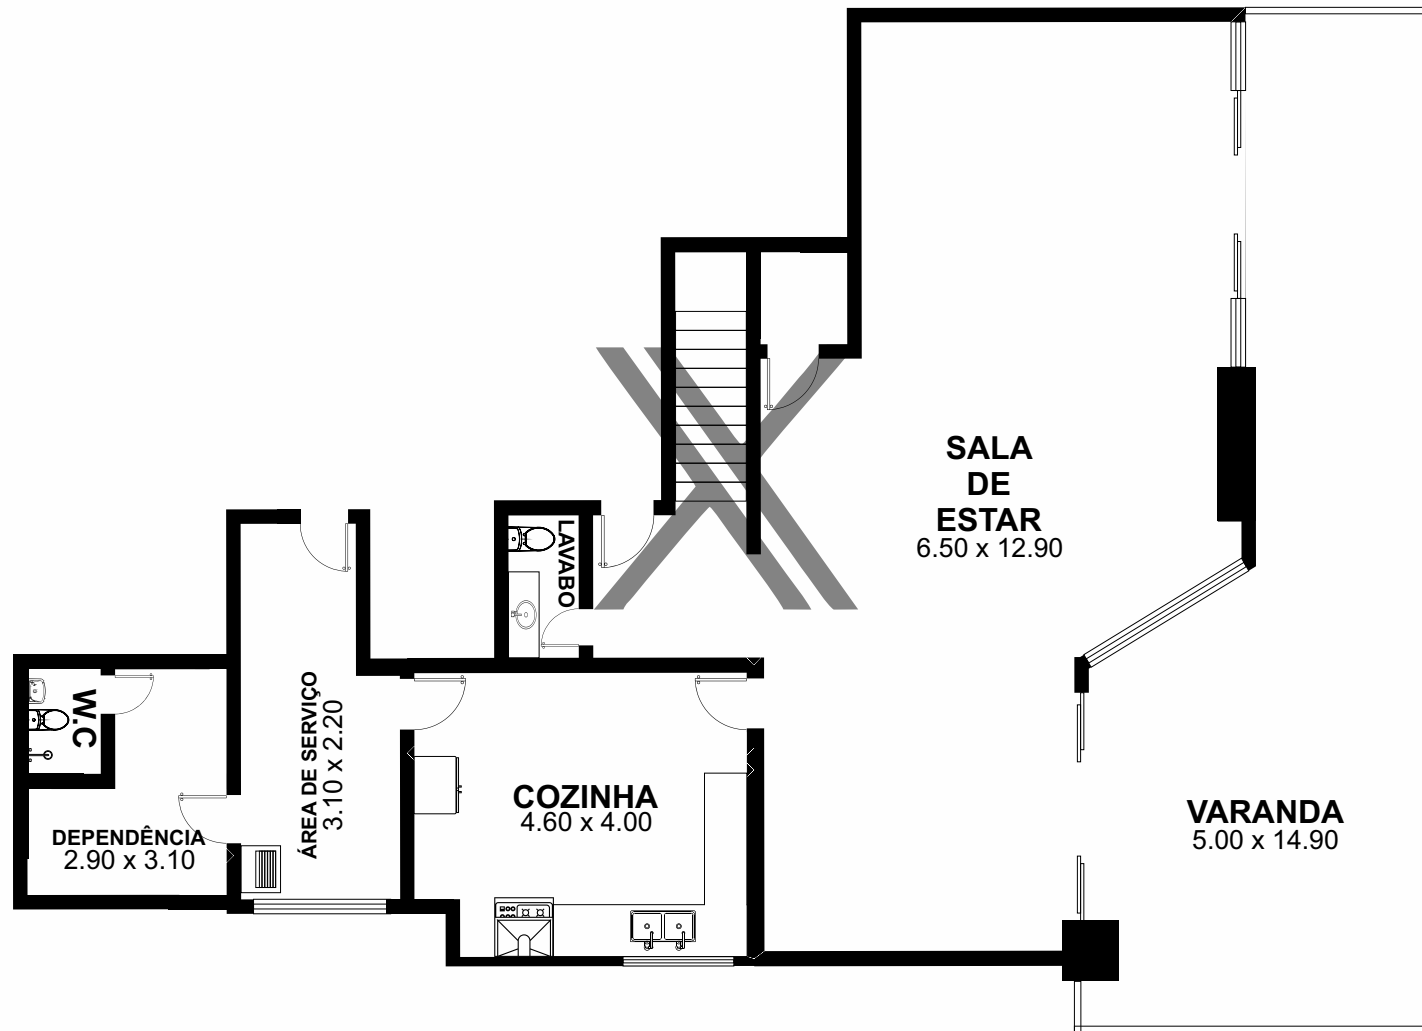 SALA
DE
ESTAR
6.50 x 12.90
LAVABO
W.C
ÁREA DE SERVIÇO
3.10 x 2.20
COZINHA
4.60 x 4.00
DEPENDÊNCIA
2.90 x 3.10
VARANDA
5.00 x 14.90